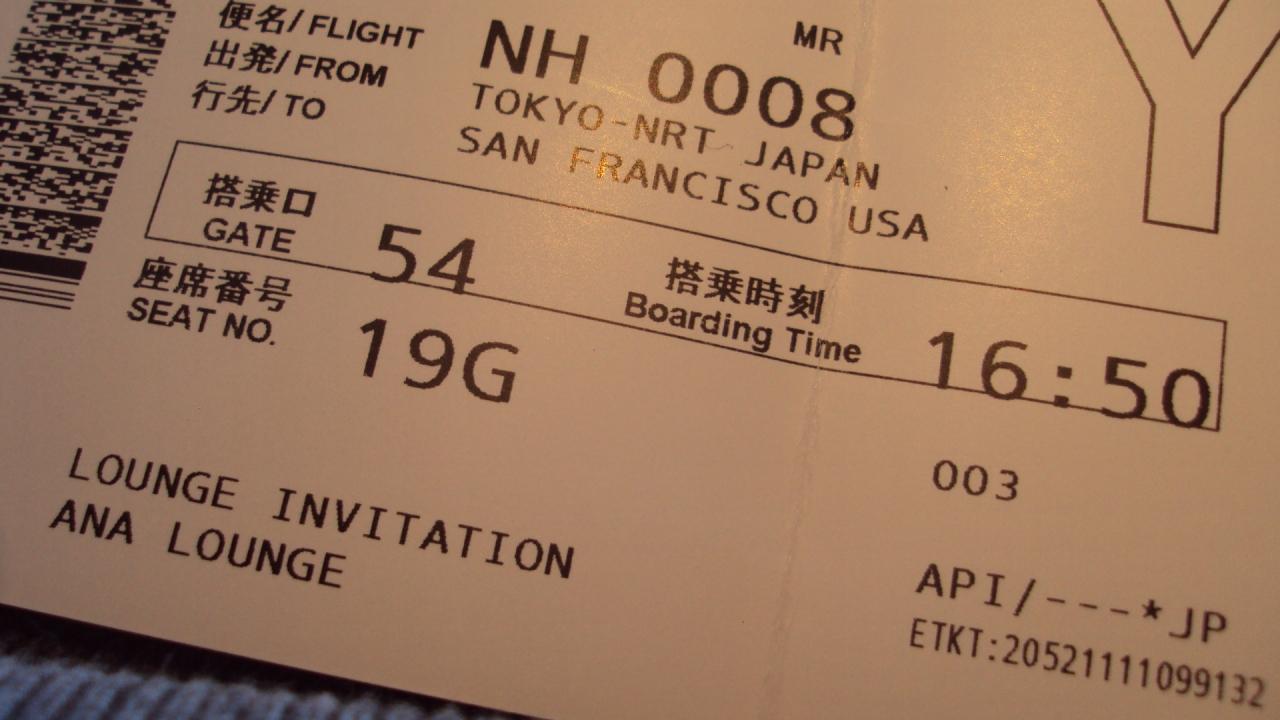 MR
便名/ FLIGHT NH 0008 Y
出発/ FROM TOKYO-NRT JAPAN
行先/ TO SAN FRANCISCO USA
搭乗口 搭乗時刻
GATE 54 Boarding Time 16:50
座席番号
SEAT NO. 19G
003
LOUNGE INVITATION
ANA LOUNGE
API/---*JP
ETKT:20521111099132